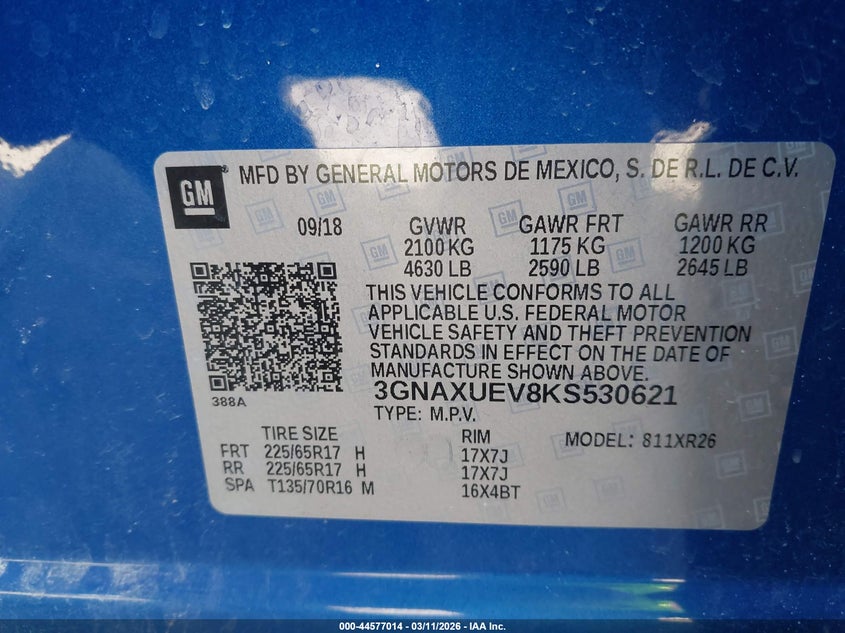 GM
MFD BY GENERAL MOTORS DE MEXICO, S. DE R.L. DE C.V.
09/18 GVWR GAWR FRT GAWR RR
2100 KG 1175 KG 1200 KG
4630 LB 2590 LB 2645 LB
THIS VEHICLE CONFORMS TO ALL
APPLICABLE U.S. FEDERAL MOTOR
VEHICLE SAFETY AND THEFT PREVENTION
STANDARDS IN EFFECT ON THE DATE OF
MANUFACTURE SHOWN ABOVE.
388A
3GNAXUEV8KS530621
TYPE: M.P.V.
TIRE SIZE RIM MODEL: 811XR26
FRT 225/65R17 H 17X7J
RR 225/65R17 H 17X7J
SPA T135/70R16 M 16X4BT
000-44577014 — 03/11/2026 — IAA Inc.